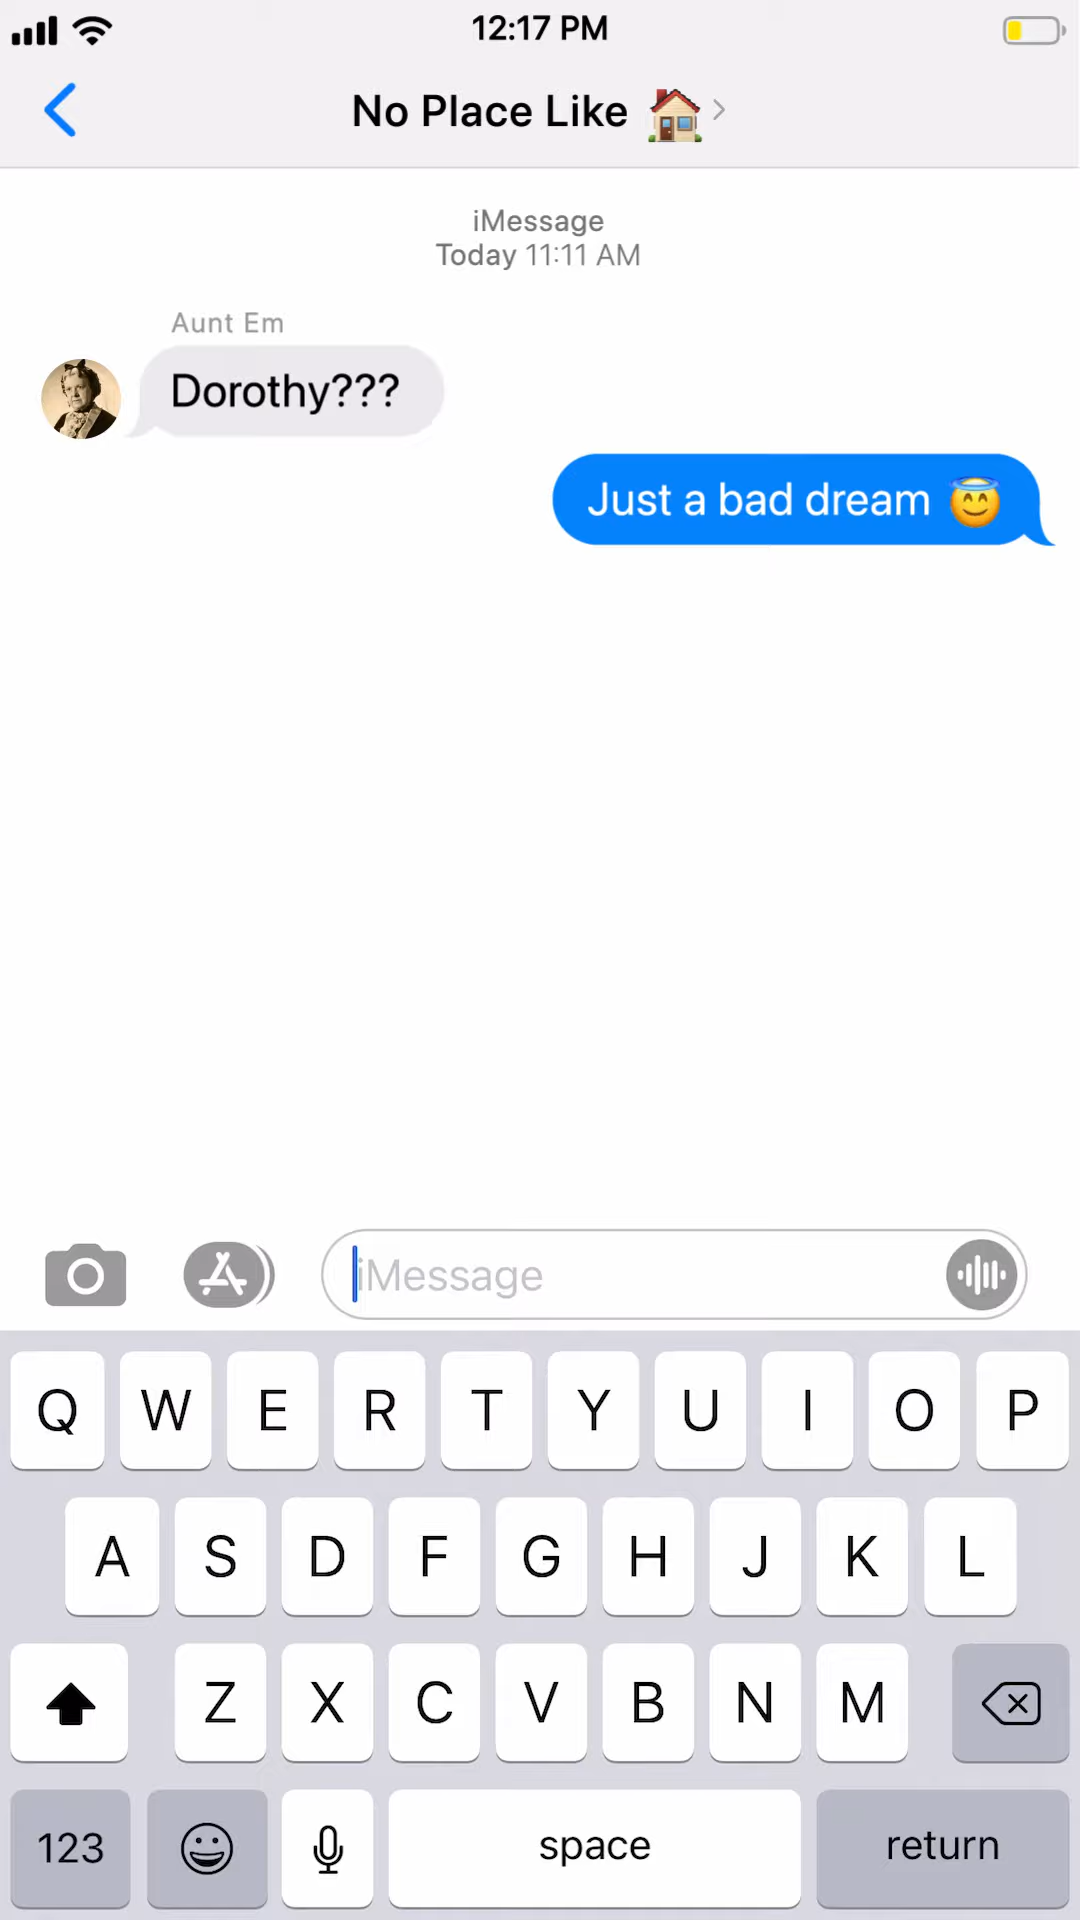 12:17 PM
No Place Like 🏠
iMessage
Today 11:11 AM
Aunt Em
Dorothy???
Just a bad dream 😇
iMessage
Q W E R T Y U I O P
A S D F G H J K L
Z X C V B N M
123 space return